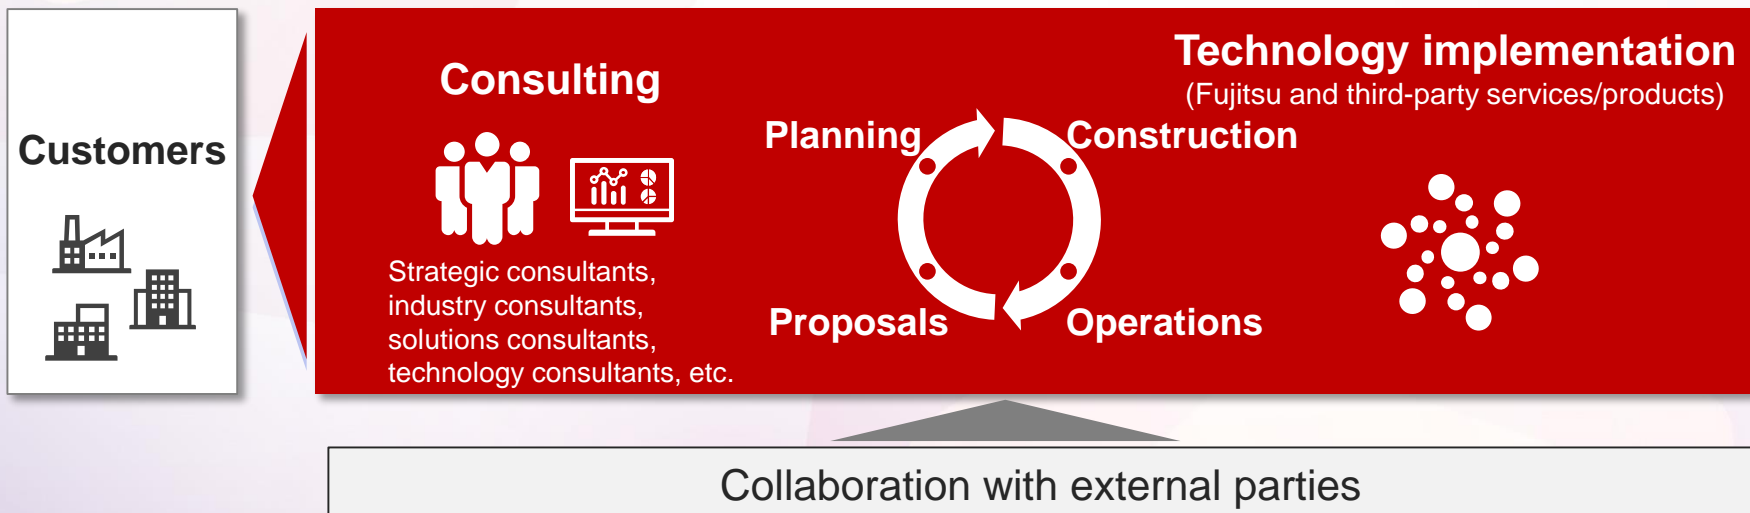 Customers
Consulting
Strategic consultants,
industry consultants,
solutions consultants,
technology consultants, etc.
Planning
Construction
Proposals
Operations
Technology implementation
(Fujitsu and third-party services/products)
Collaboration with external parties